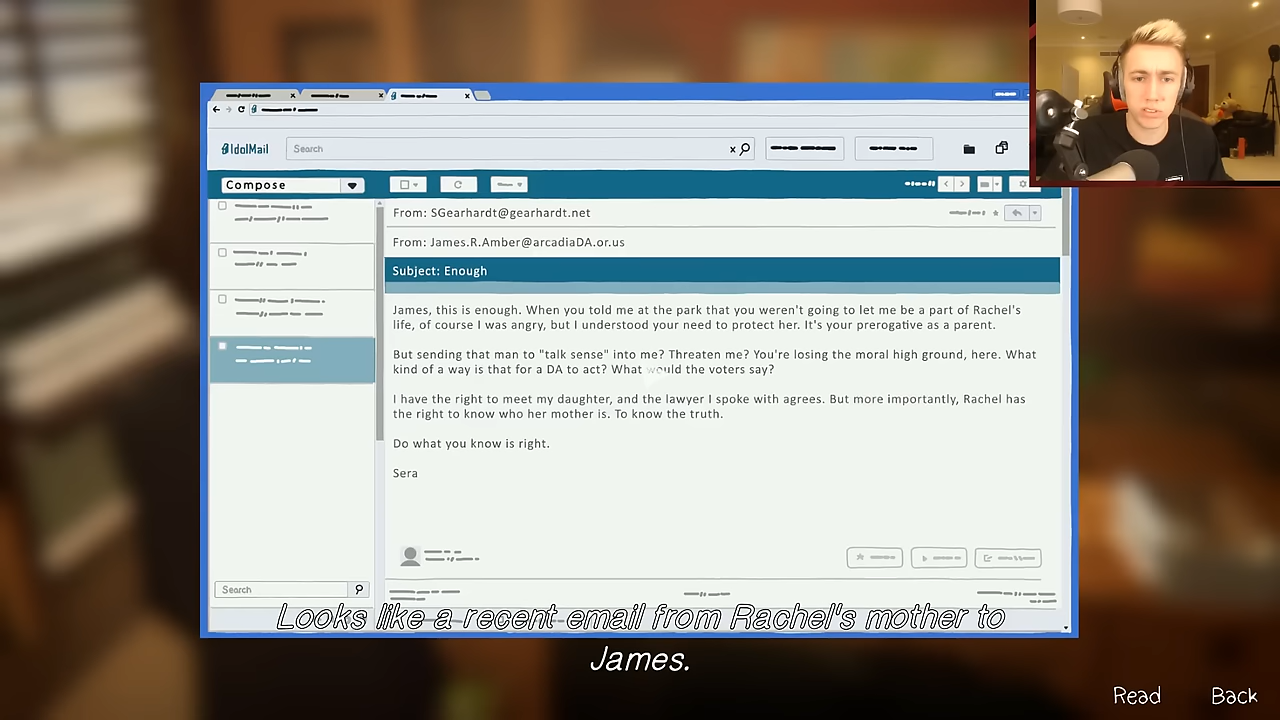 IdolMail
Search
x
Compose
From: SGearhardt@gearhardt.net
From: James.R.Amber@arcadiaDA.or.us
Subject: Enough
James, this is enough. When you told me at the park that you weren't going to let me be a part of Rachel's
life, of course I was angry, but I understood your need to protect her. It's your prerogative as a parent.
But sending that man to "talk sense" into me? Threaten me? You're losing the moral high ground, here. What
kind of a way is that for a DA to act? What would the voters say?
I have the right to meet my daughter, and the lawyer I spoke with agrees. But more importantly, Rachel has
the right to know who her mother is. To know the truth.
Do what you know is right.
Sera
Search
Looks like a recent email from Rachel's mother to
James.
Read Back